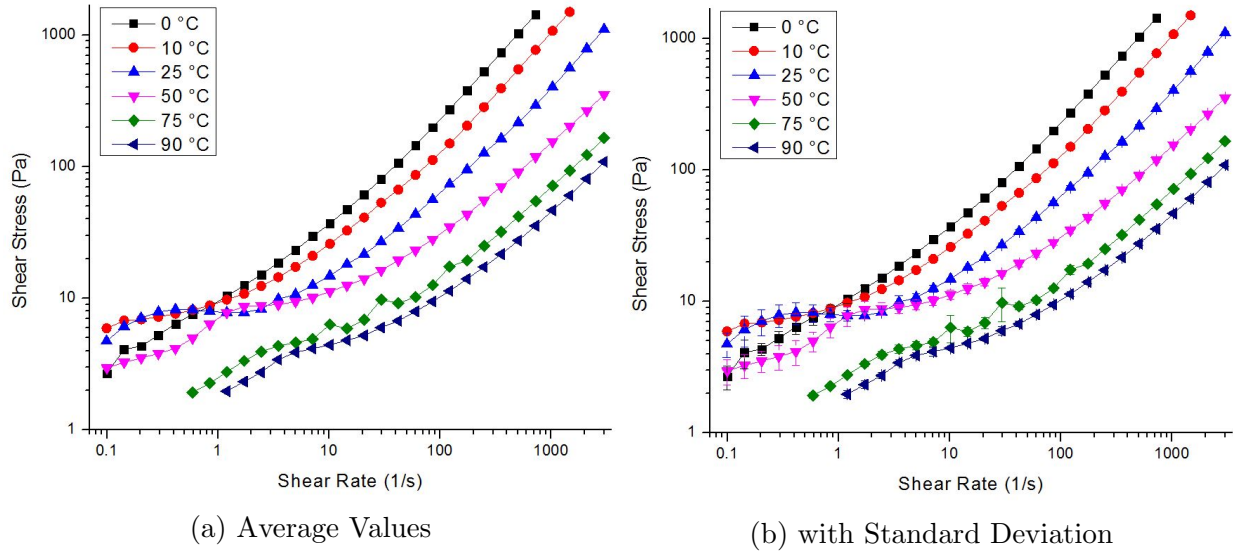 1000
100
10
1
Shear Stress (Pa)
0 °C
10 °C
25 °C
50 °C
75 °C
90 °C
0.1 1 10 100 1000
Shear Rate (1/s)
(a) Average Values
1000
100
10
1
Shear Stress (Pa)
0 °C
10 °C
25 °C
50 °C
75 °C
90 °C
0.1 1 10 100 1000
Shear Rate (1/s)
(b) with Standard Deviation